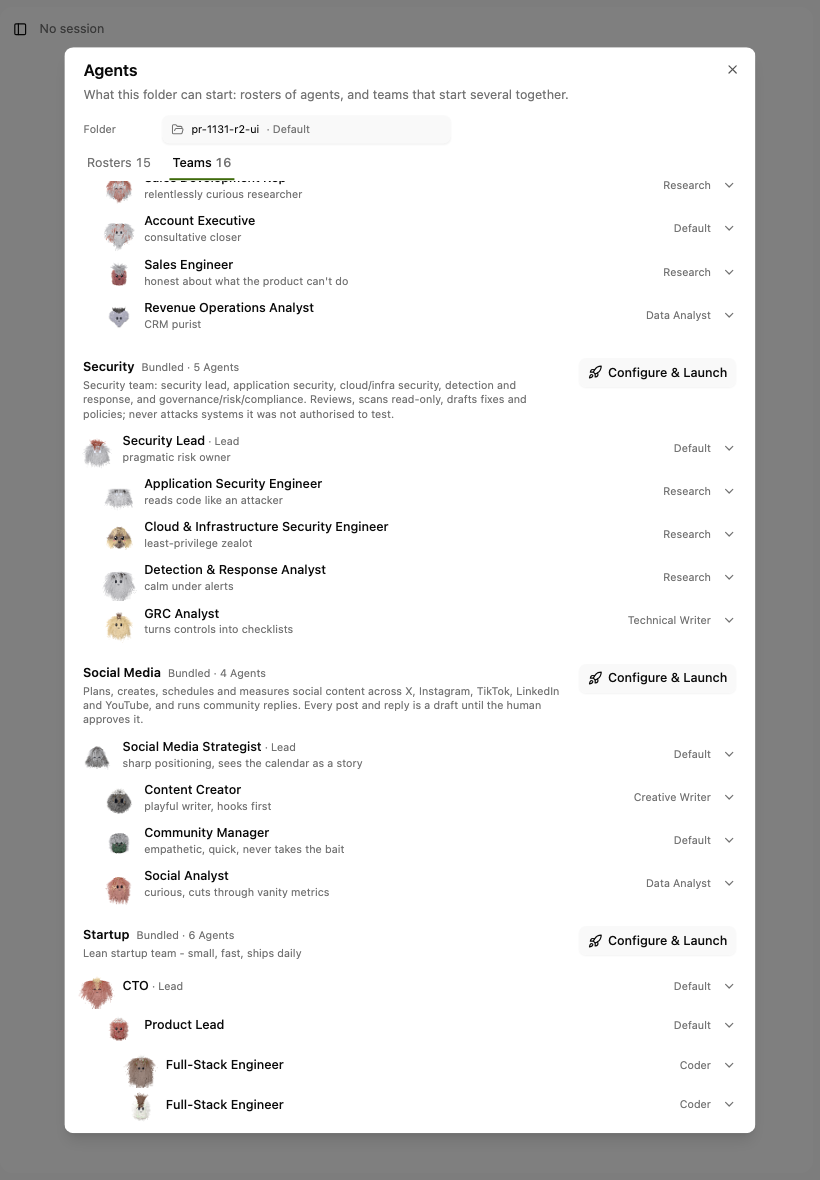 No session
Agents
What this folder can start: rosters of agents, and teams that start several together.
Folder
pr-1131-r2-ui · Default
Rosters 15
Teams 16
Sales Development Rep
relentlessly curious researcher
Research
Account Executive
consultative closer
Default
Sales Engineer
honest about what the product can't do
Research
Revenue Operations Analyst
CRM purist
Data Analyst
Security Bundled · 5 Agents
Configure & Launch
Security team: security lead, application security, cloud/infra security, detection and
response, and governance/risk/compliance. Reviews, scans read-only, drafts fixes and
policies; never attacks systems it was not authorised to test.
Security Lead · Lead
pragmatic risk owner
Default
Application Security Engineer
reads code like an attacker
Research
Cloud & Infrastructure Security Engineer
least-privilege zealot
Research
Detection & Response Analyst
calm under alerts
Research
GRC Analyst
turns controls into checklists
Technical Writer
Social Media Bundled · 4 Agents
Configure & Launch
Plans, creates, schedules and measures social content across X, Instagram, TikTok, LinkedIn
and YouTube, and runs community replies. Every post and reply is a draft until the human
approves it.
Social Media Strategist · Lead
sharp positioning, sees the calendar as a story
Default
Content Creator
playful writer, hooks first
Creative Writer
Community Manager
empathetic, quick, never takes the bait
Default
Social Analyst
curious, cuts through vanity metrics
Data Analyst
Startup Bundled · 6 Agents
Configure & Launch
Lean startup team - small, fast, ships daily
CTO · Lead
Default
Product Lead
Default
Full-Stack Engineer
Coder
Full-Stack Engineer
Coder